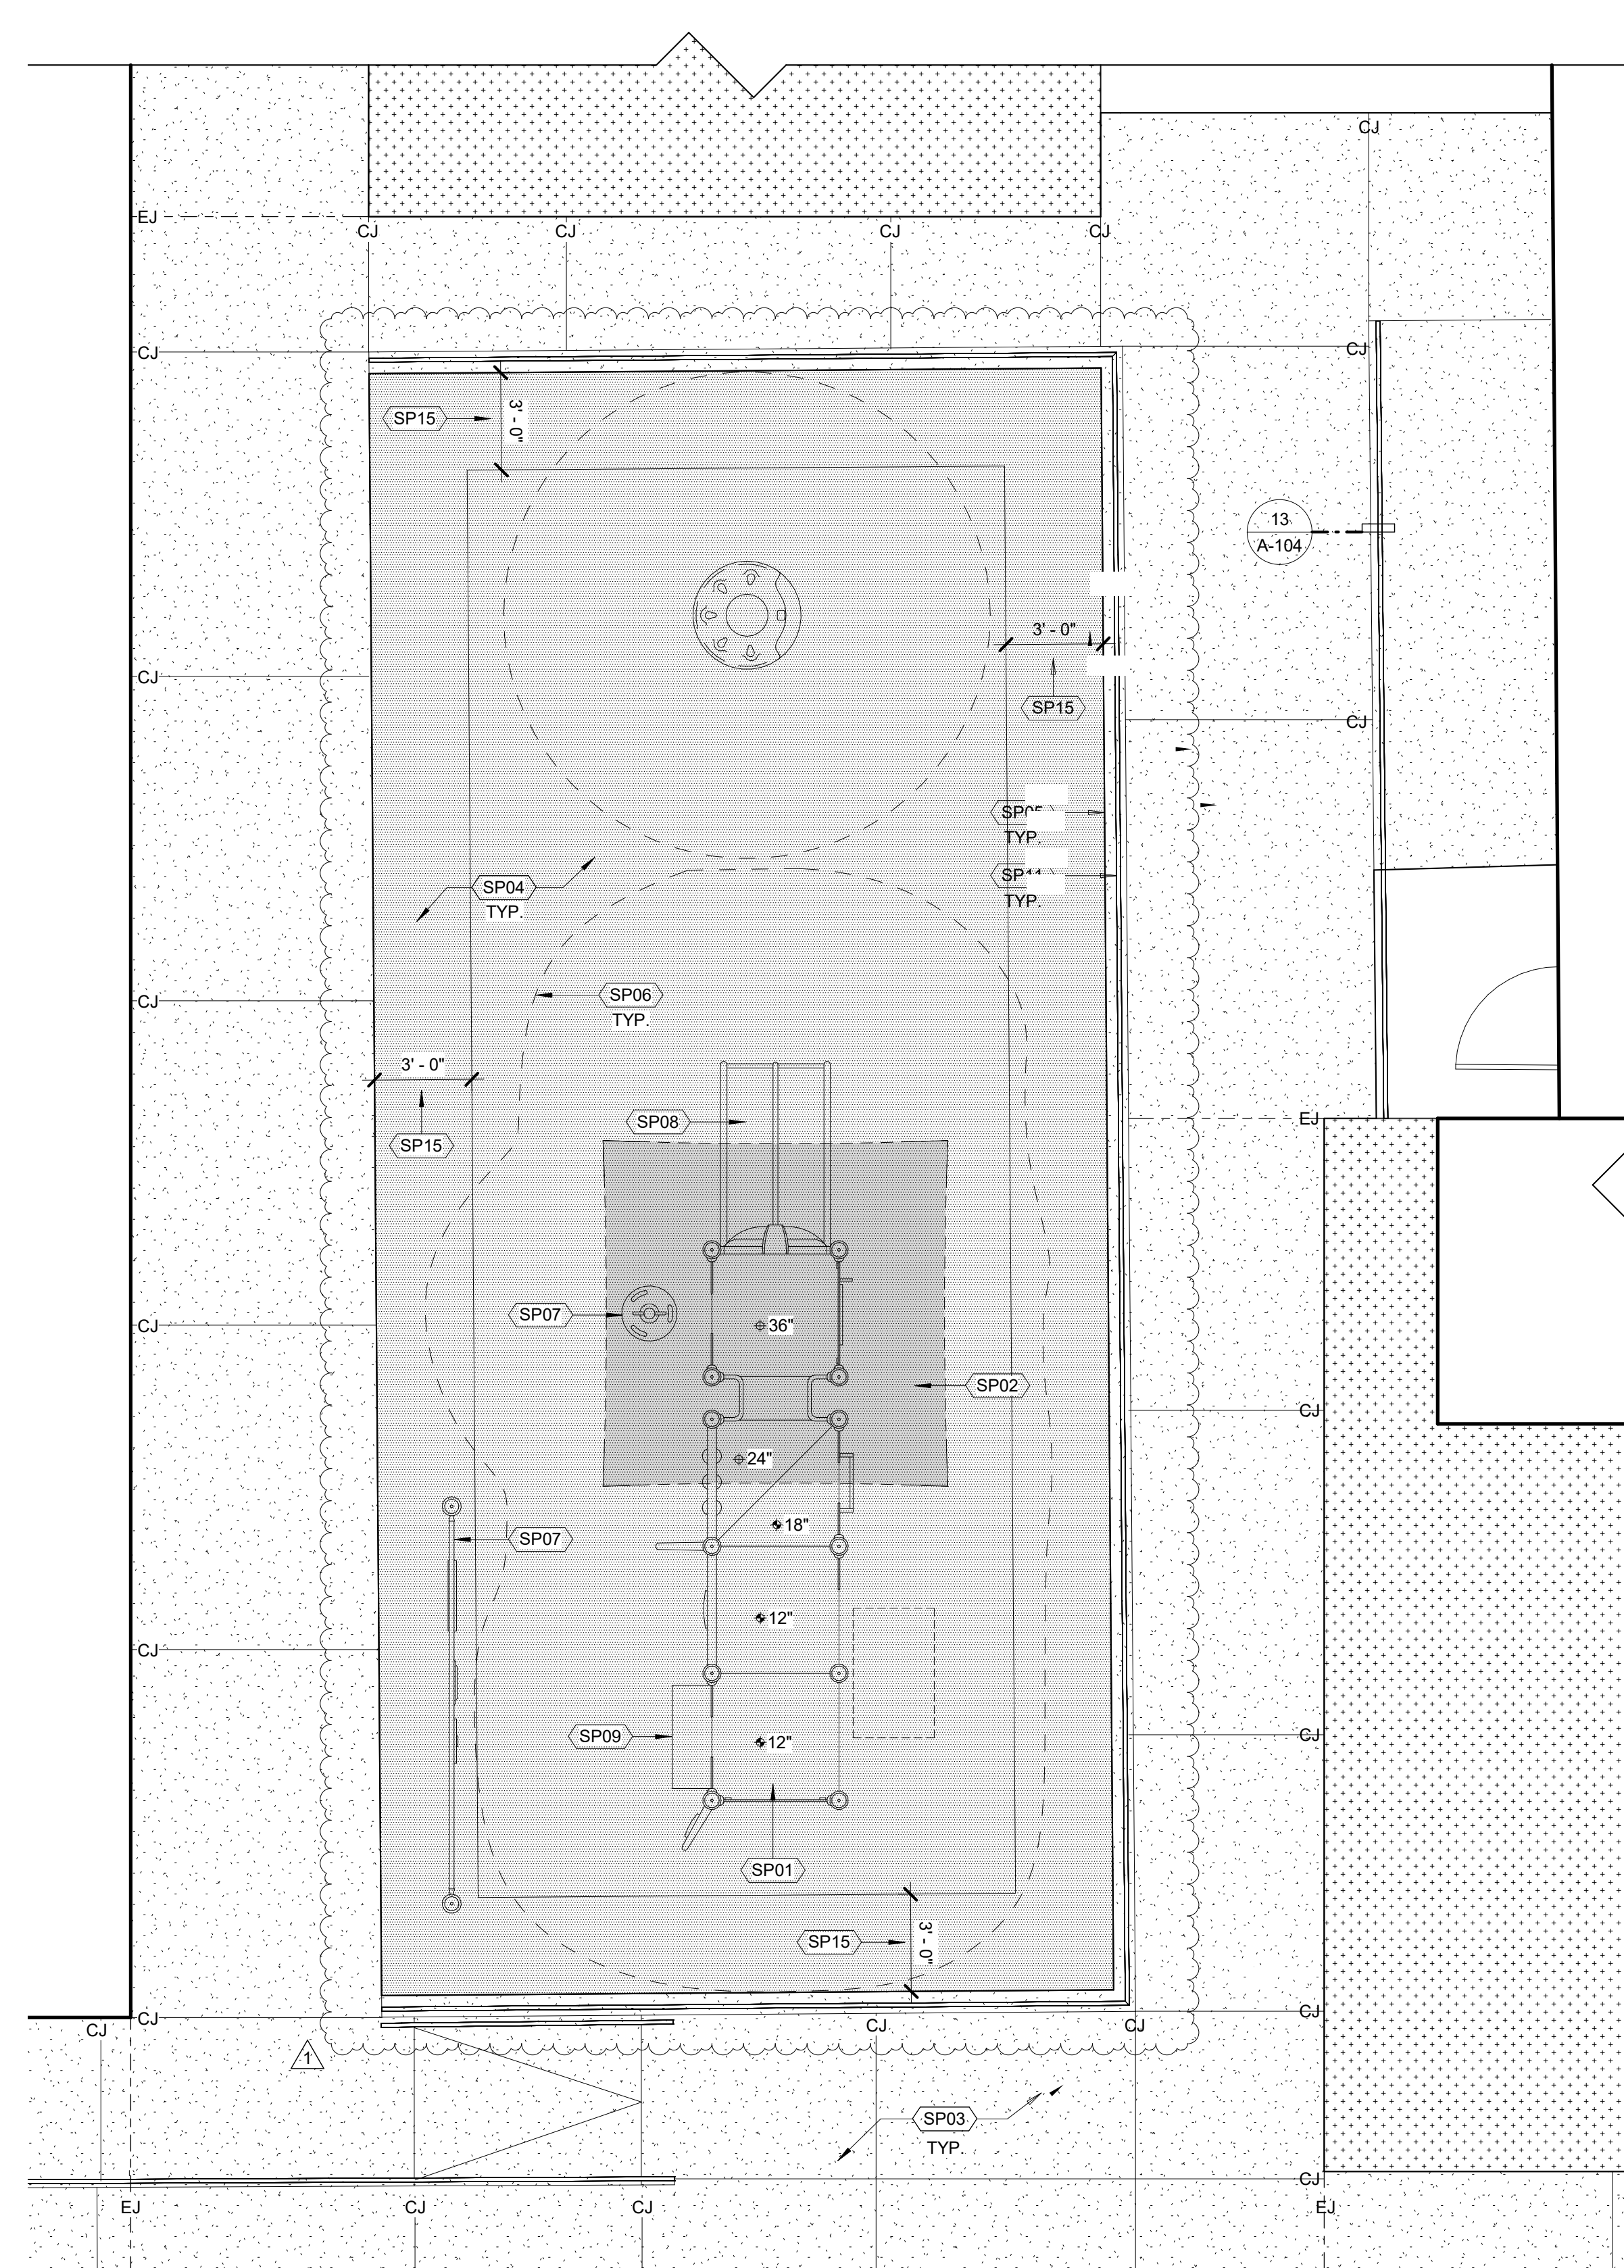 CJ
EJ
CJ
CJ
CJ
CJ
CJ
CJ
SP15
3' - 0"
13
A-104
3' - 0"
CJ
SP15
CJ
TYP.
SP04
TYP.
TYP.
SP06
TYP.
CJ
3' - 0"
SP08
EJ
SP15
SP07
36"
CJ
SP02
CJ
24"
18"
SP07
12"
CJ
SP09
12"
CJ
SP01
SP15
3' - 0"
CJ
CJ
CJ
CJ
CJ
1
SP03
TYP.
CJ
EJ
CJ
CJ
EJ